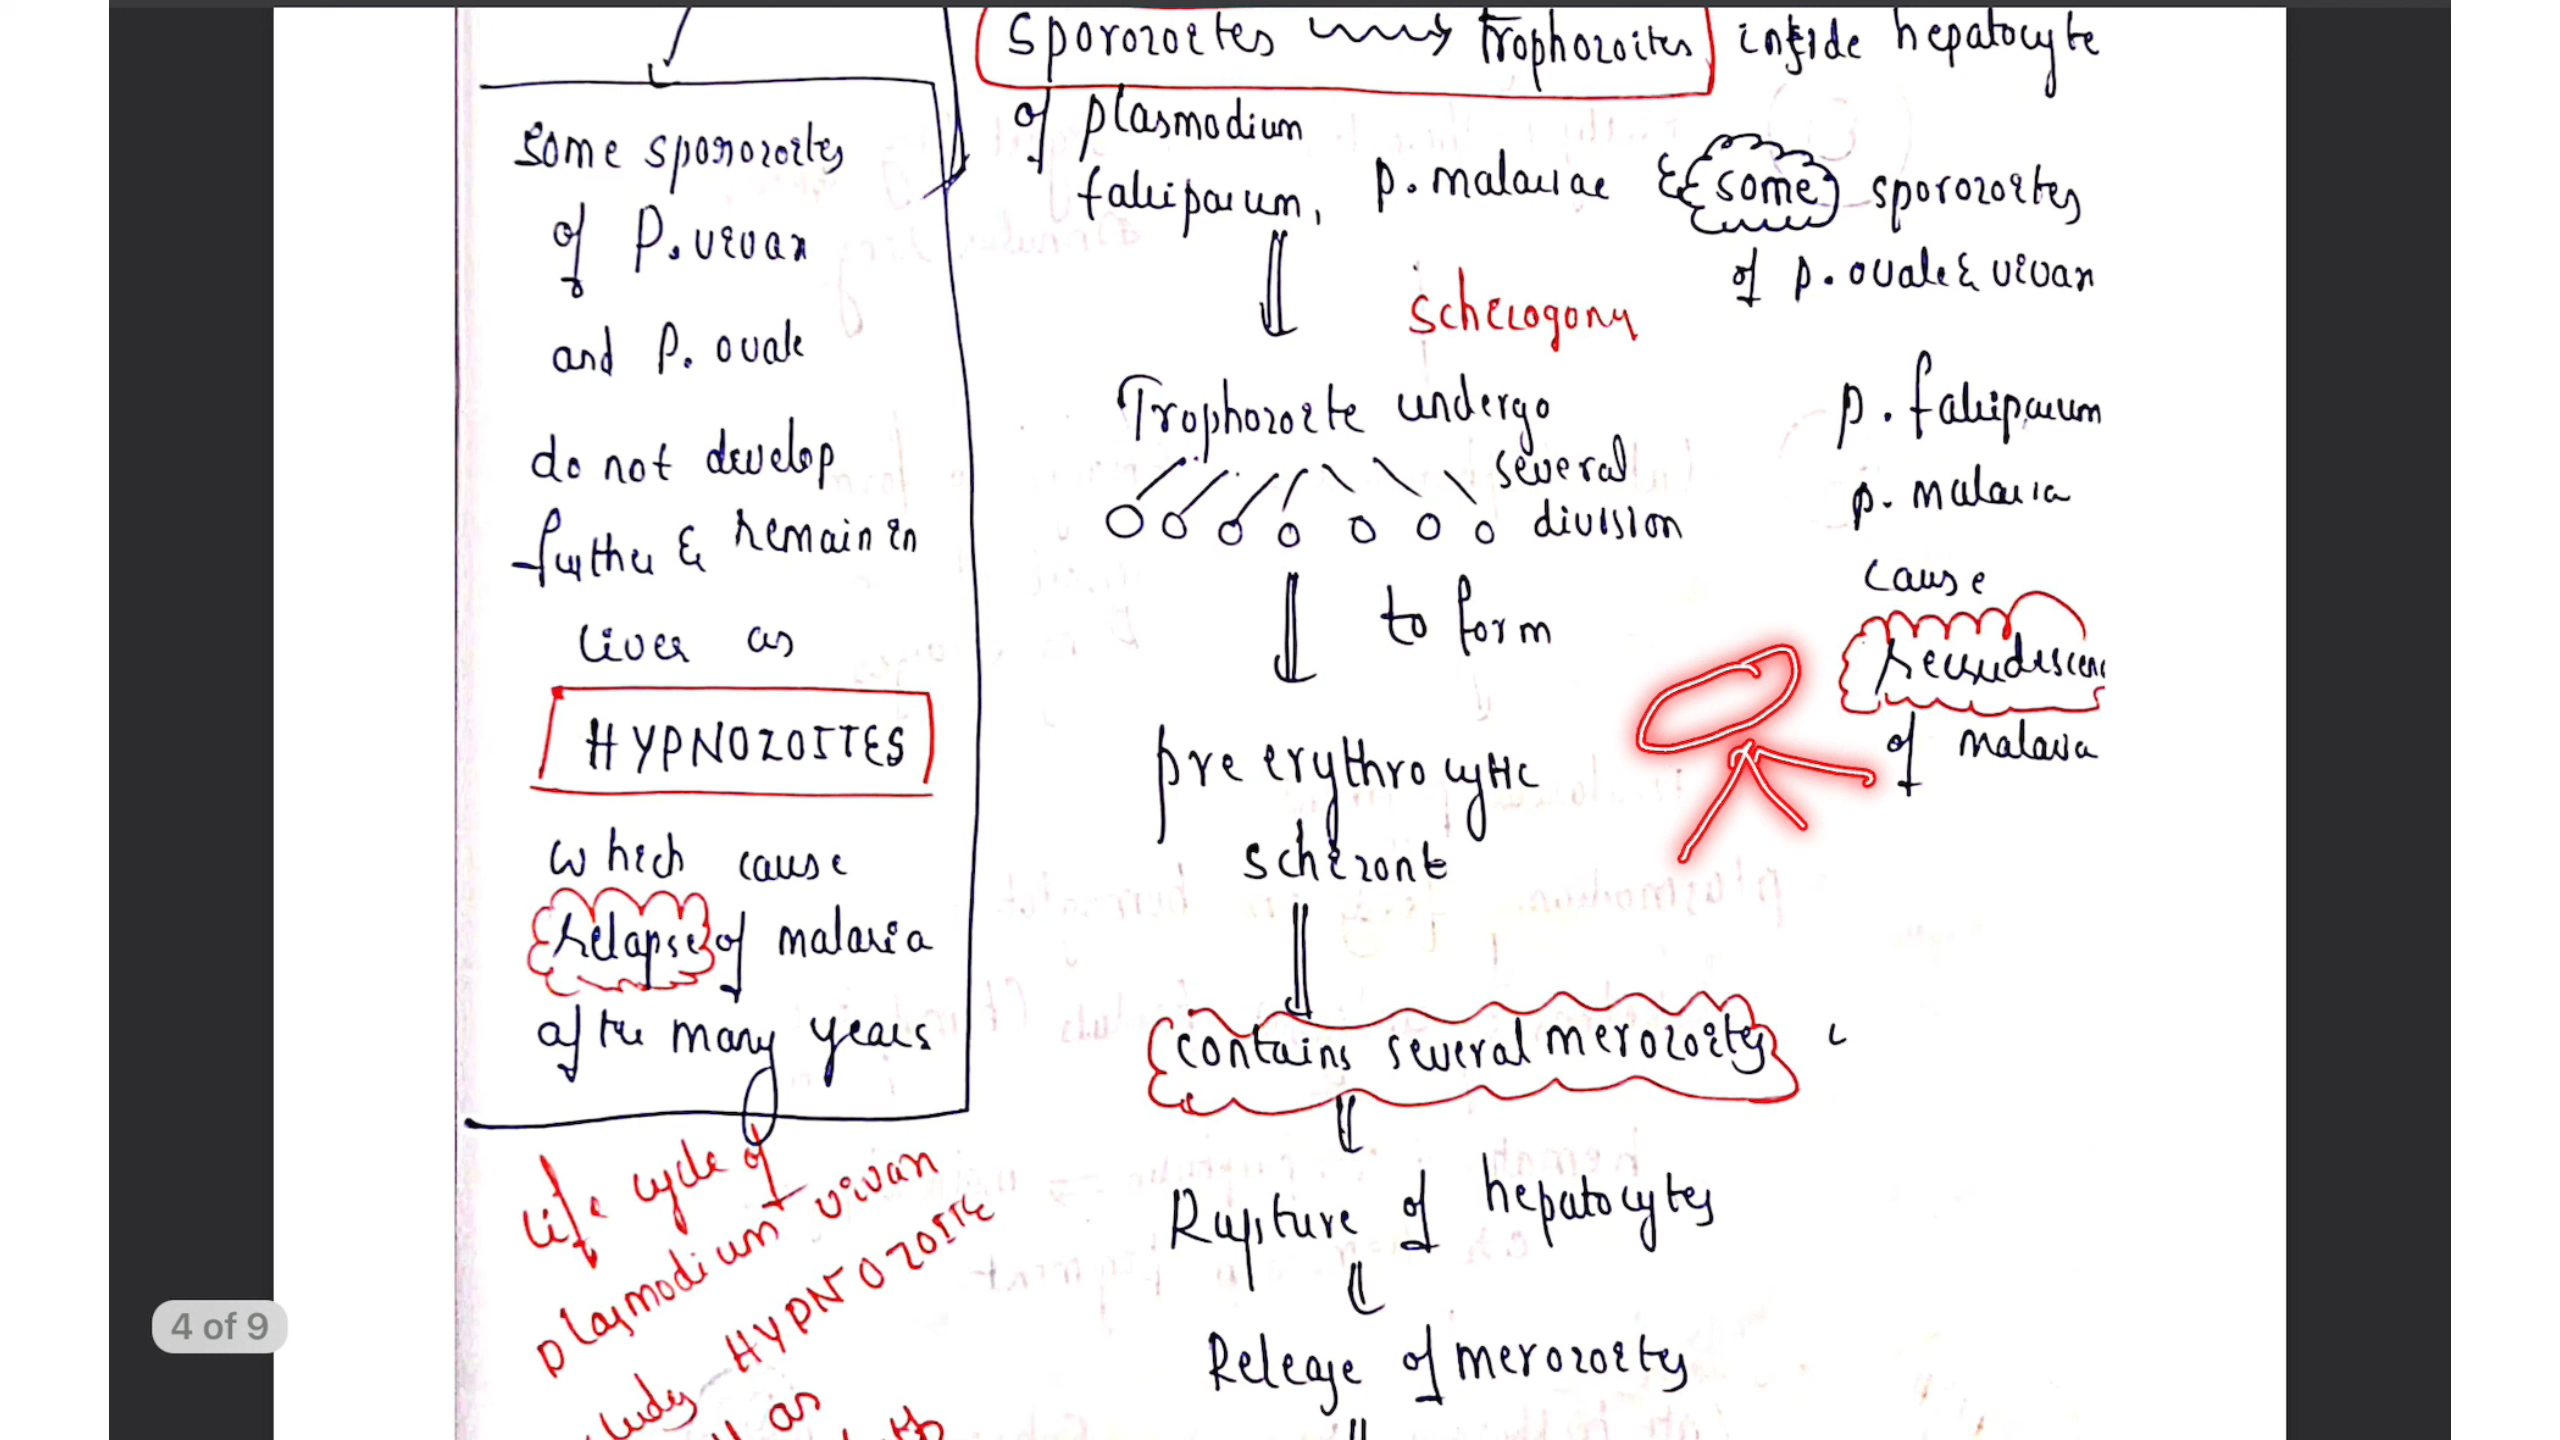 Sporozoites → Trophozoites inside hepatocyte
of plasmodium
falciparum, p. malariae & some sporozoites
of p. ovale & vivax
Schizogony
Trophozoite undergo
several
division
to form
pre erythrocytic
schizont
contains several merozoites
Rupture of hepatocytes
Release of merozoites
p. falciparum
p. malaria
cause
of malaria
Some sporozoites
of P. vivax
and P. ovale
do not develop
further & remain in
liver as
HYPNOZOITES
which cause
relapse of malaria
after many years
life cycle of
plasmodium vivax
HYPNOZOITE
as
4 of 9